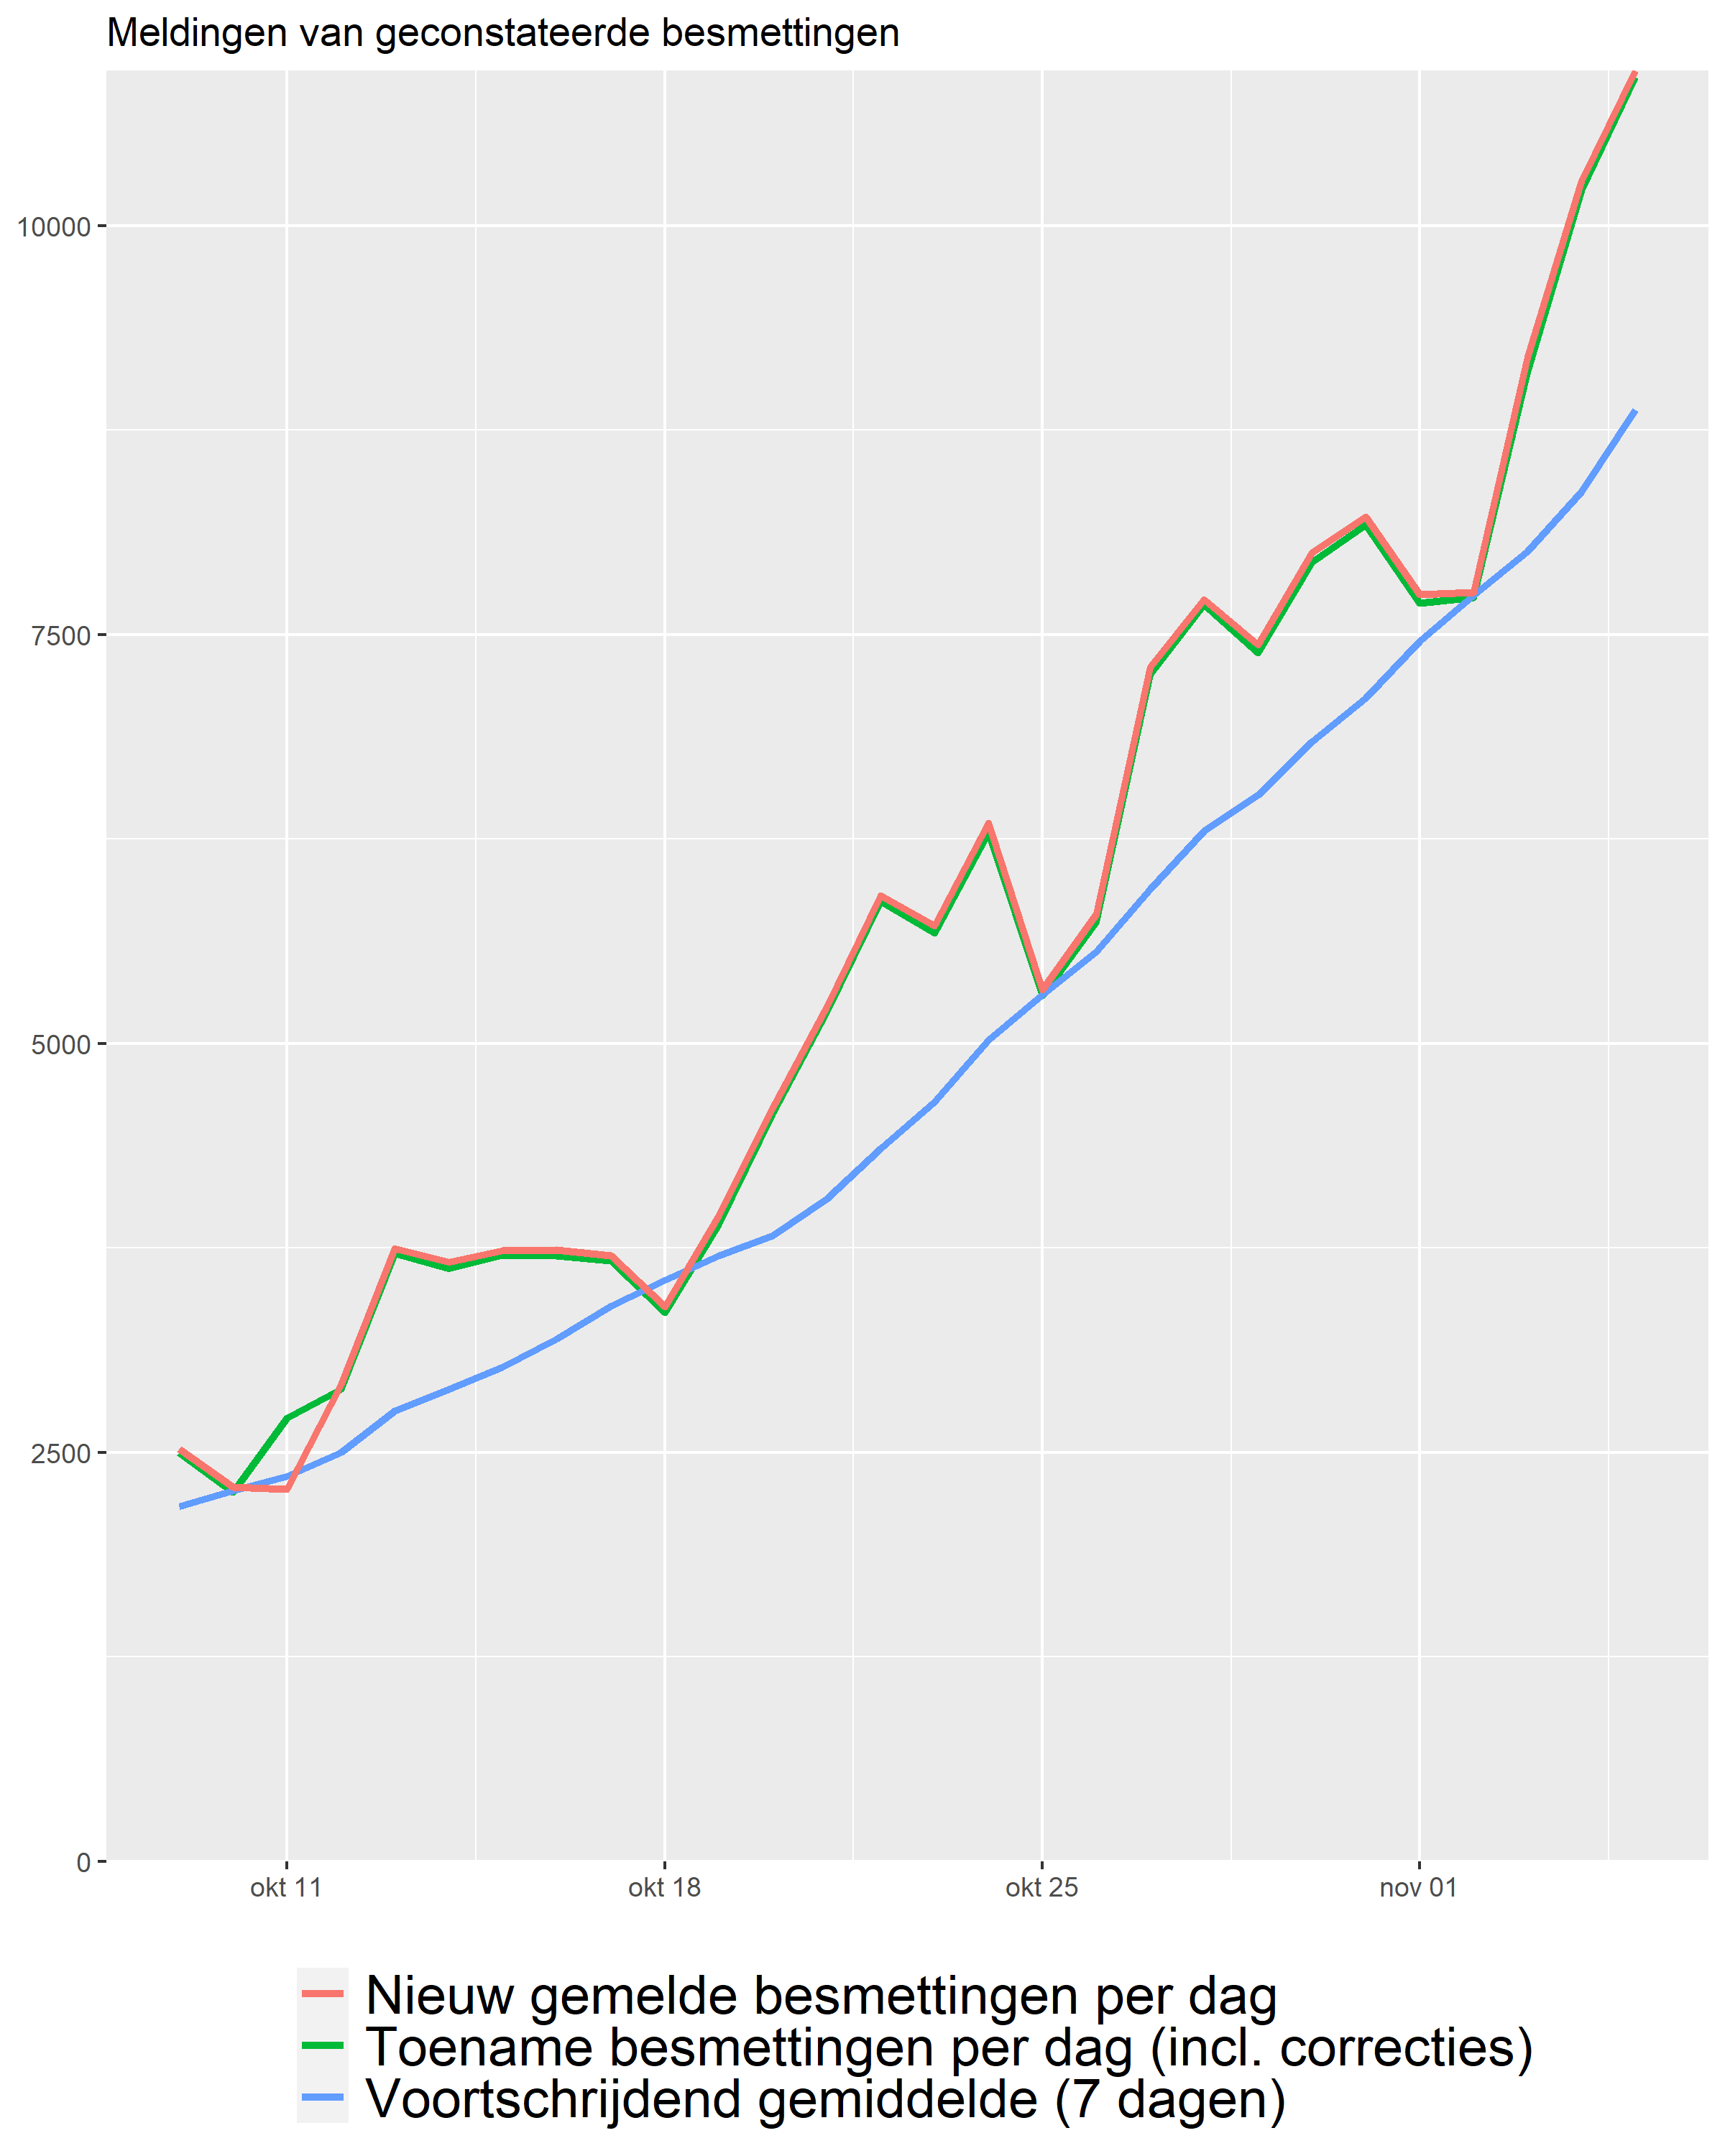 Meldingen van geconstateerde besmettingen
10000
7500
5000
2500
0
okt 11
okt 18
okt 25
nov 01
Nieuw gemelde besmettingen per dag
Toename besmettingen per dag (incl. correcties)
Voortschrijdend gemiddelde (7 dagen)